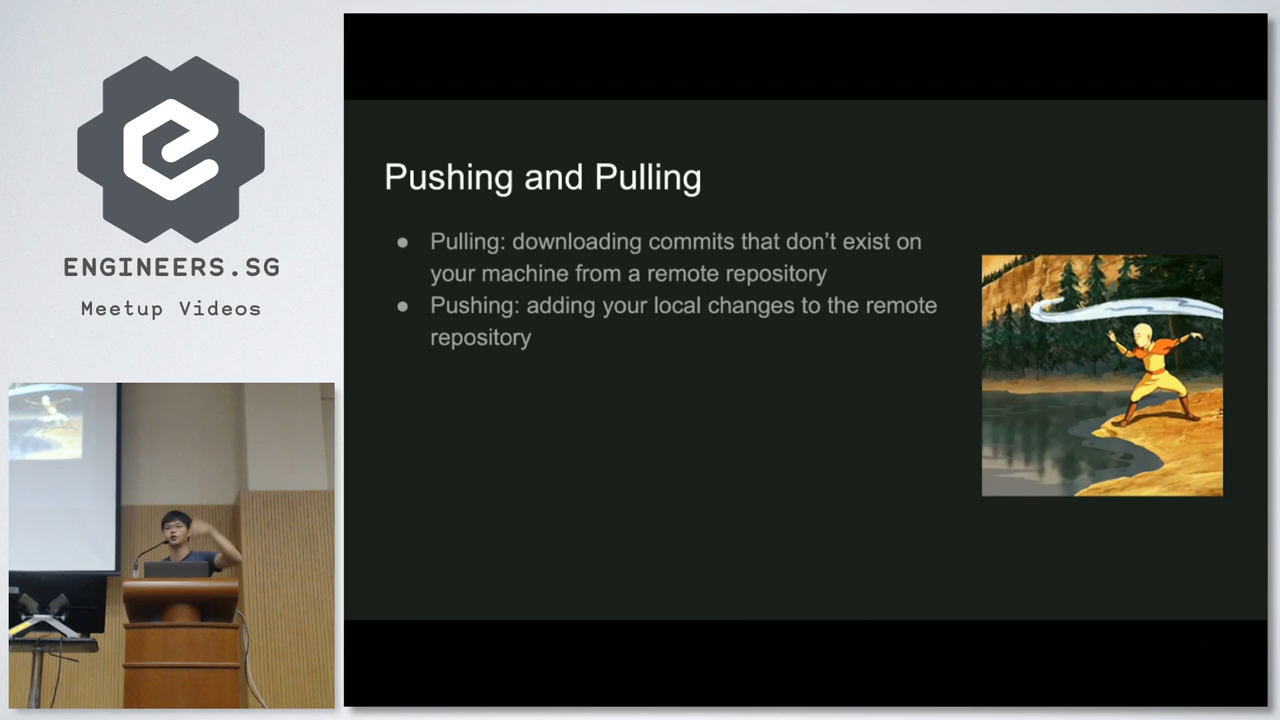 ENGINEERS.SG
Meetup Videos
Pushing and Pulling
● Pulling: downloading commits that don’t exist on
your machine from a remote repository
● Pushing: adding your local changes to the remote
repository